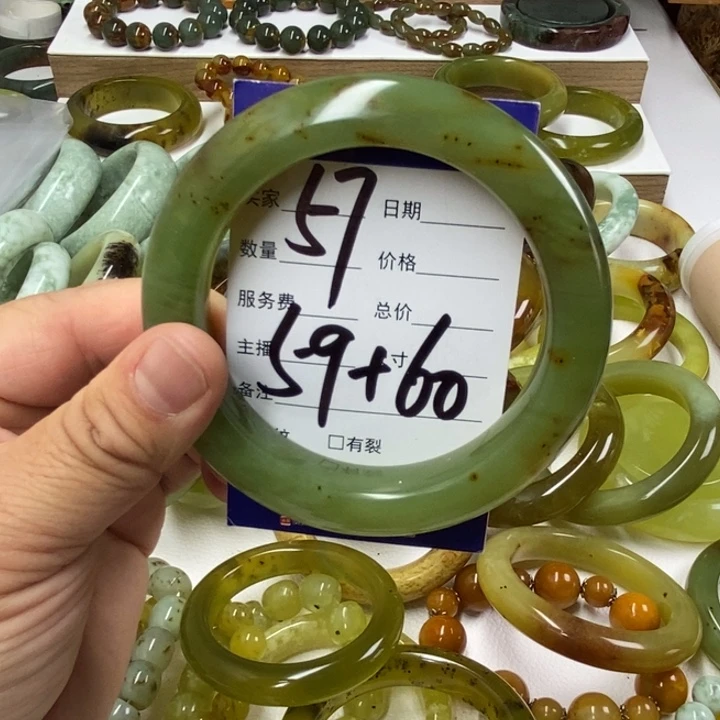 家 57 日期
数量 价格
服务费 总价
主播 寸
59+60
备注
纹 □有裂